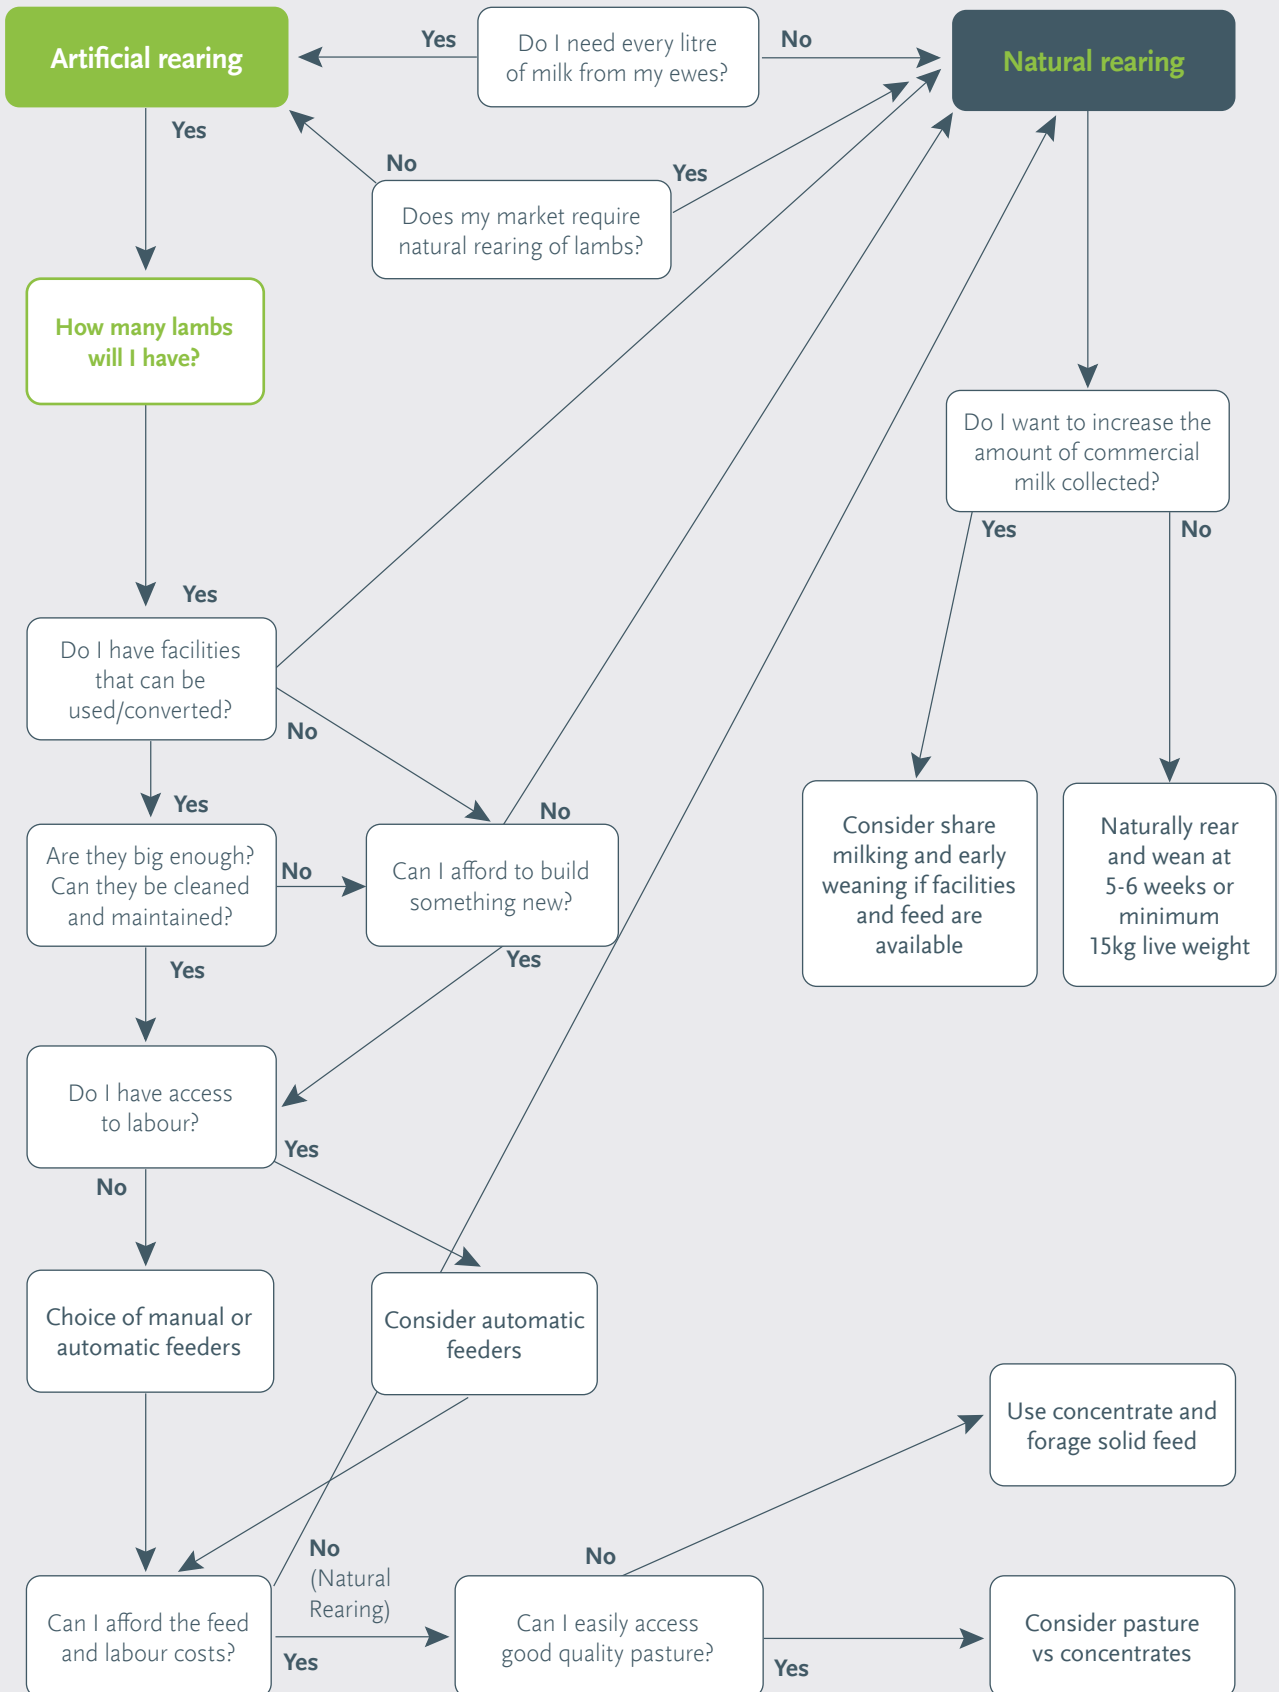 Artificial rearing
Yes
Do I need every litre
of milk from my ewes?
No
Natural rearing
Yes
No
Yes
Does my market require
natural rearing of lambs?
How many lambs
will I have?
Do I want to increase the
amount of commercial
milk collected?
Yes
No
Yes
Do I have facilities
that can be
used/converted?
No
Yes
No
Are they big enough?
Can they be cleaned
and maintained?
No
Can I afford to build
something new?
Consider share
milking and early
weaning if facilities
and feed are
available
Naturally rear
and wean at
5-6 weeks or
minimum
15kg live weight
Yes
Yes
Do I have access
to labour?
Yes
No
Choice of manual or
automatic feeders
Consider automatic
feeders
Use concentrate and
forage solid feed
No
(Natural
Rearing)
No
Can I afford the feed
and labour costs?
Yes
Can I easily access
good quality pasture?
Yes
Consider pasture
vs concentrates